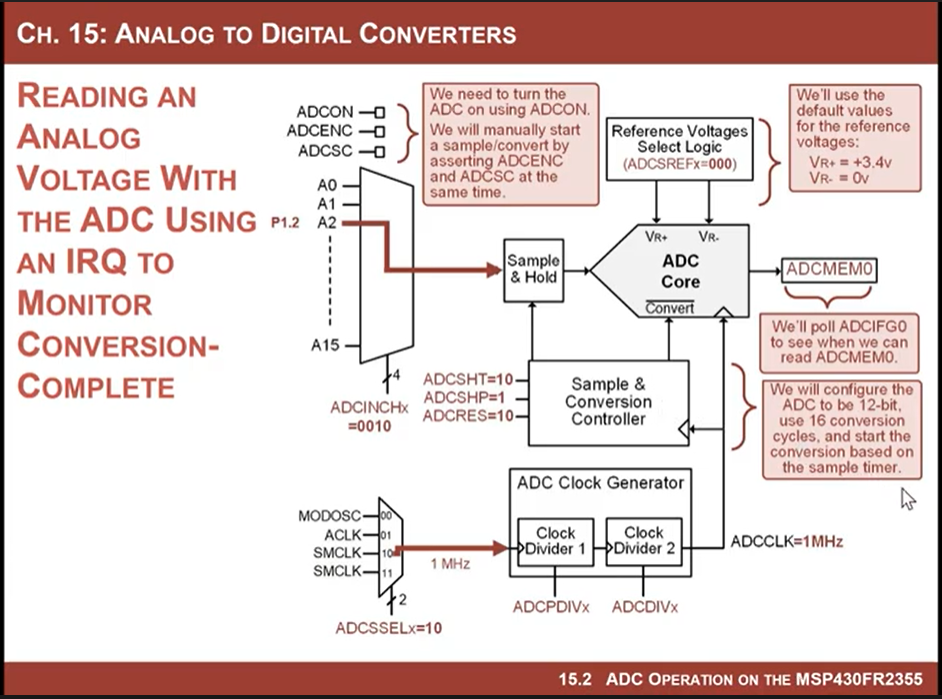 CH. 15: ANALOG TO DIGITAL CONVERTERS
READING AN
ANALOG
VOLTAGE WITH
THE ADC USING
AN IRQ TO
MONITOR
CONVERSION-
COMPLETE
ADCON
ADCENC
ADCSC
We need to turn the
ADC on using ADCON.
We will manually start
a sample/convert by
asserting ADCENC
and ADCSC at the
same time.
Reference Voltages
Select Logic
(ADCSREFx=000)
We'll use the
default values
for the reference
voltages:
VR+ = +3.4v
VR- = 0v
A0
A1
P1.2 A2
A15
4
ADCINCHx
=0010
Sample
& Hold
VR+ VR-
ADC
Core
Convert
ADCMEM0
We'll poll ADCIFG0
to see when we can
read ADCMEM0.
ADCSHT=10
ADCSHP=1
ADCRES=10
Sample &
Conversion
Controller
We will configure the
ADC to be 12-bit,
use 16 conversion
cycles, and start the
conversion based on
the sample timer.
ADC Clock Generator
MODOSC 00
ACLK 01
SMCLK 10
SMCLK 11
2
ADCSSELx=10
1 MHz
Clock
Divider 1
Clock
Divider 2
ADCPDIVx
ADCDIVx
ADCCLK=1MHz
15.2 ADC OPERATION ON THE MSP430FR2355